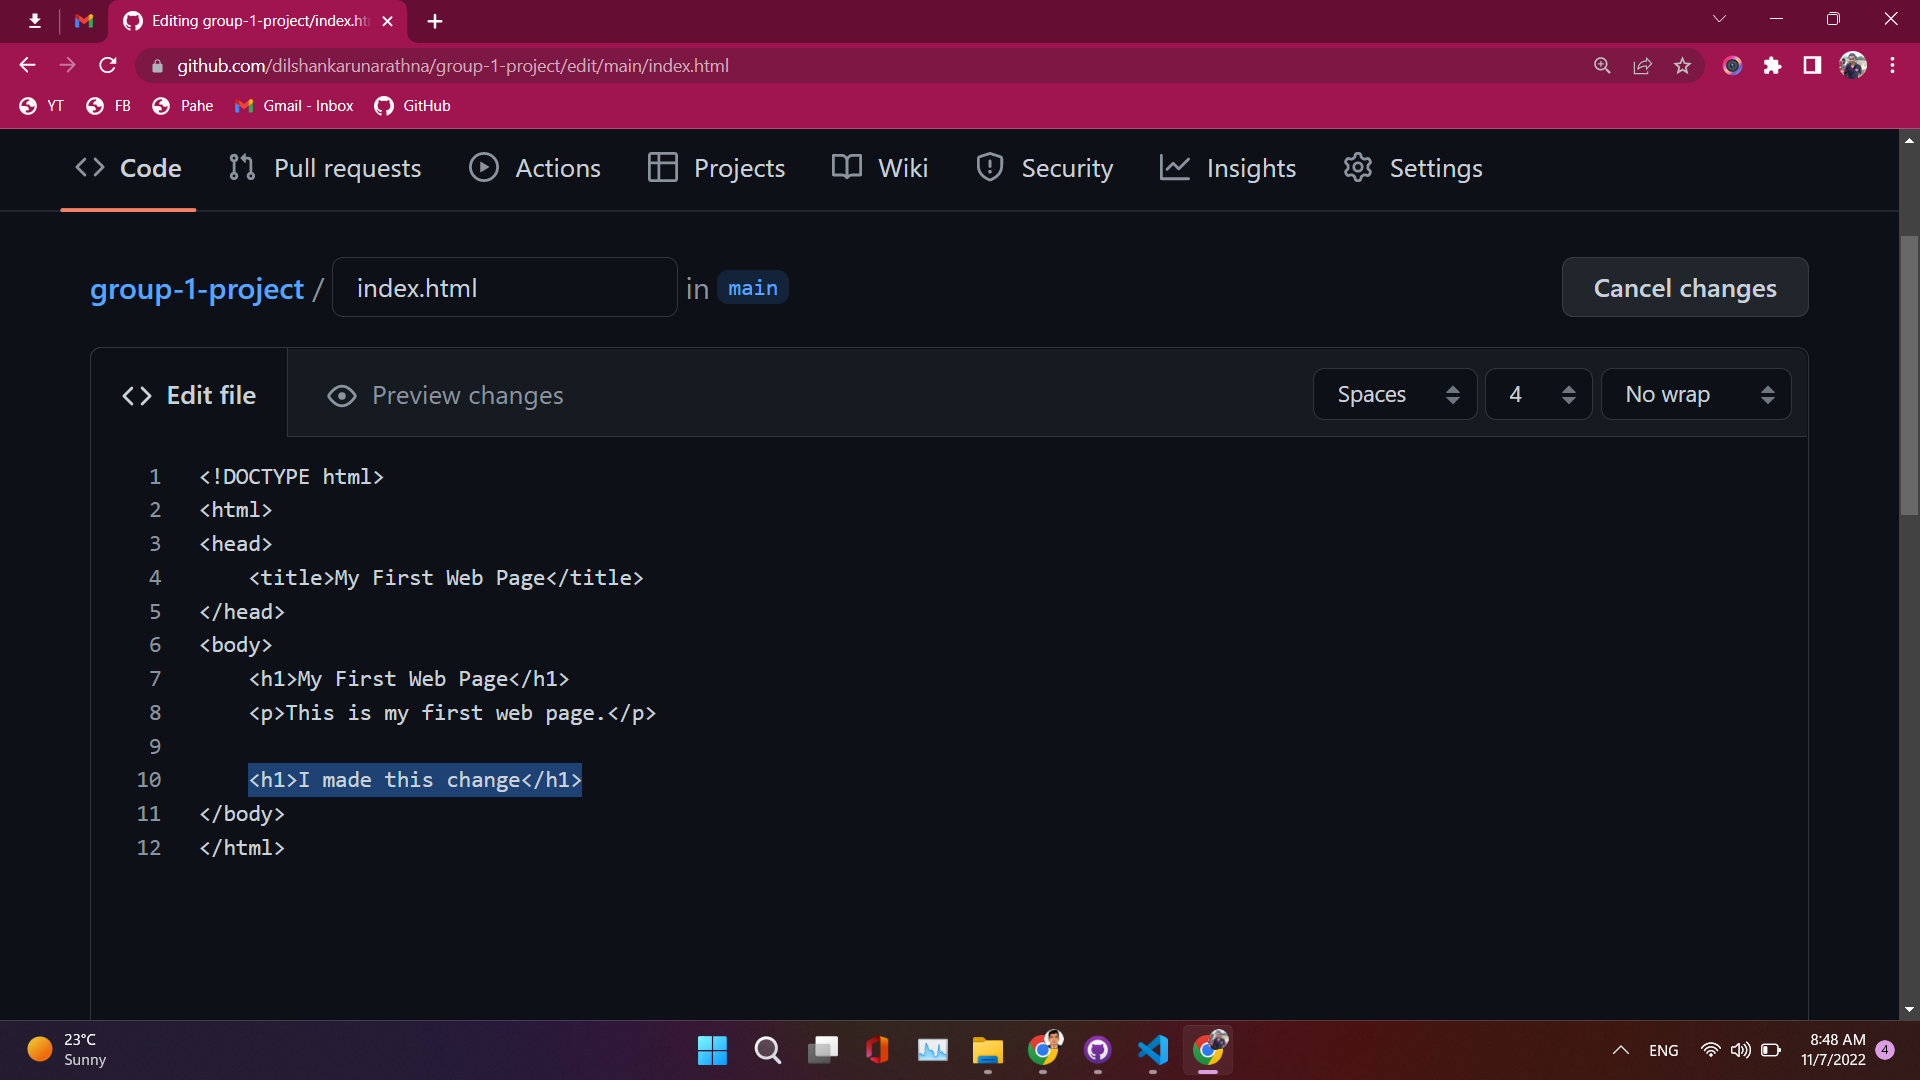 Editing group-1-project/index.ht
github.com/dilshankarunarathna/group-1-project/edit/main/index.html
YT FB Pahe Gmail - Inbox GitHub
Code Pull requests Actions Projects Wiki Security Insights Settings
group-1-project / index.html in main Cancel changes
Edit file Preview changes Spaces 4 No wrap
1 <!DOCTYPE html>
2 <html>
3 <head>
4     <title>My First Web Page</title>
5 </head>
6 <body>
7     <h1>My First Web Page</h1>
8     <p>This is my first web page.</p>
9
10     <h1>I made this change</h1>
11 </body>
12 </html>
23°C
Sunny
ENG
8:48 AM
11/7/2022
4